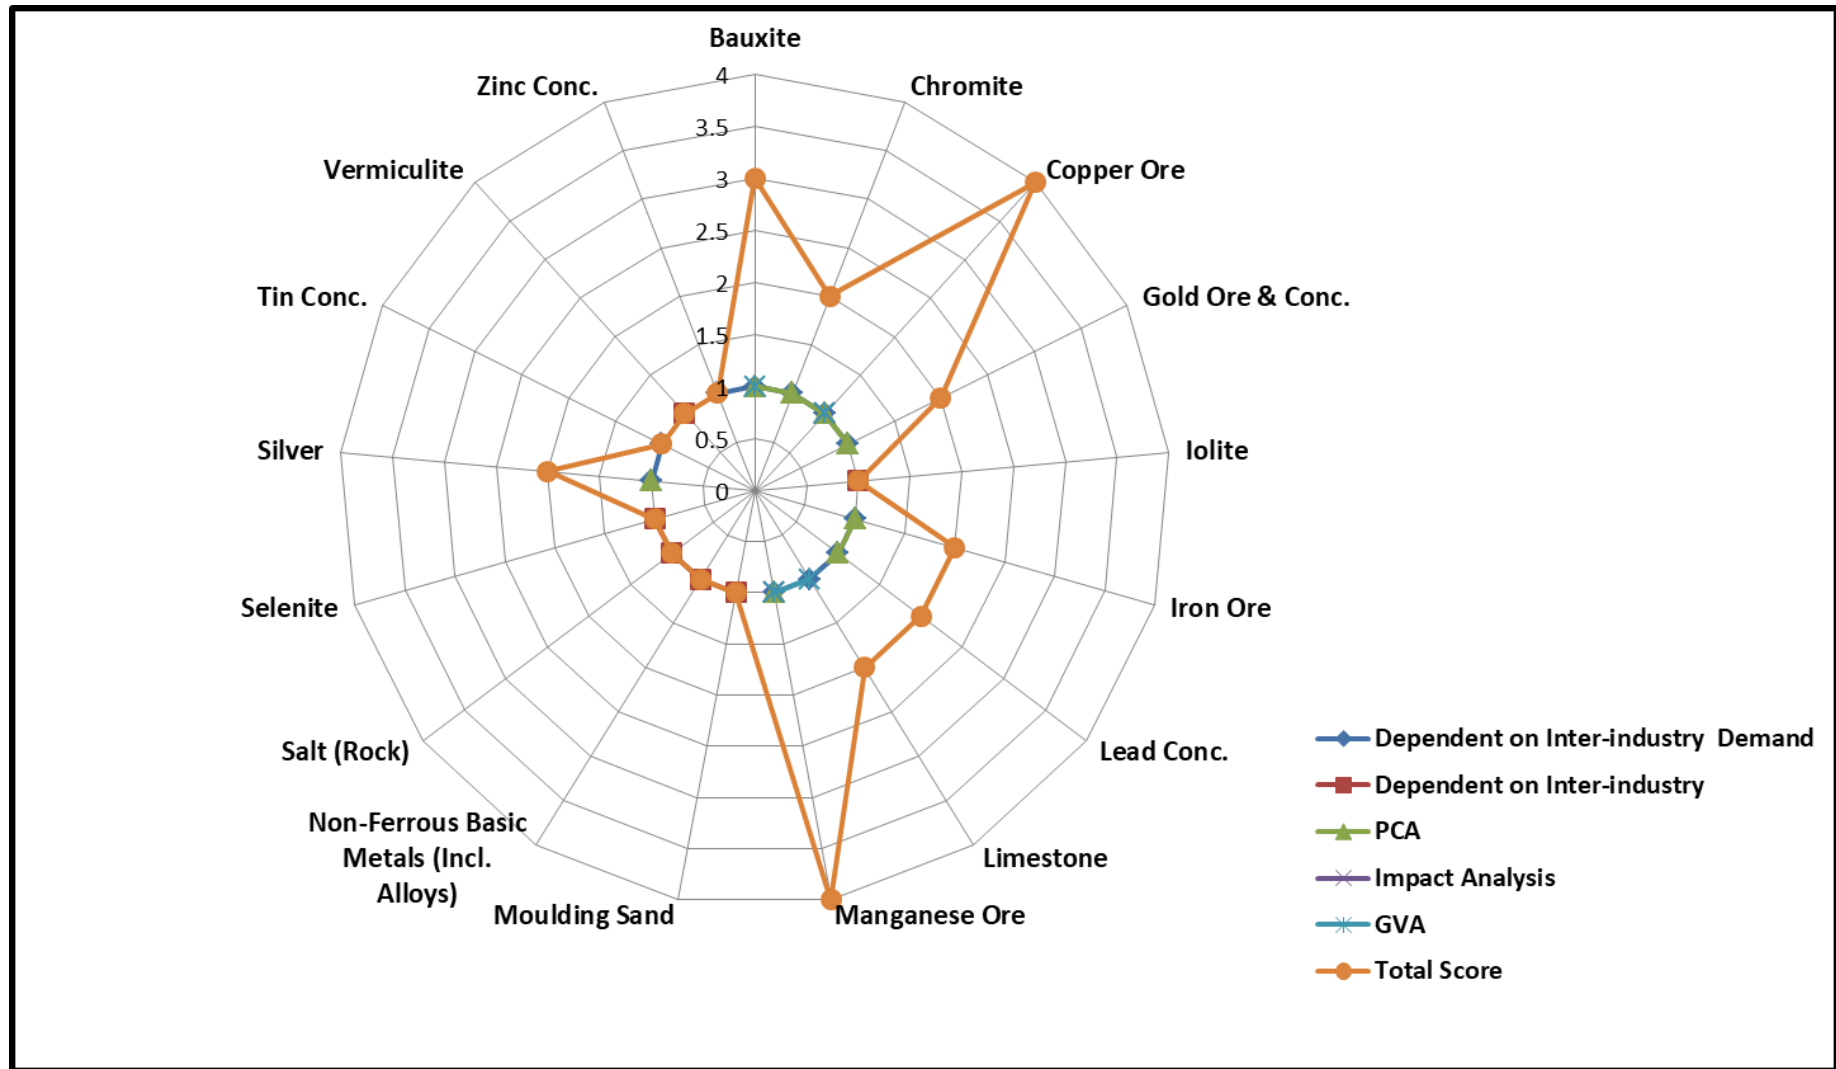 Bauxite
Chromite
Copper Ore
Gold Ore & Conc.
Iolite
Iron Ore
Lead Conc.
Limestone
Manganese Ore
Moulding Sand
Non-Ferrous Basic
Metals (Incl.
Alloys)
Salt (Rock)
Selenite
Silver
Tin Conc.
Vermiculite
Zinc Conc.
4
3.5
3
2.5
2
1.5
1
0.5
0
Dependent on Inter-industry  Demand
Dependent on Inter-industry
PCA
Impact Analysis
GVA
Total Score